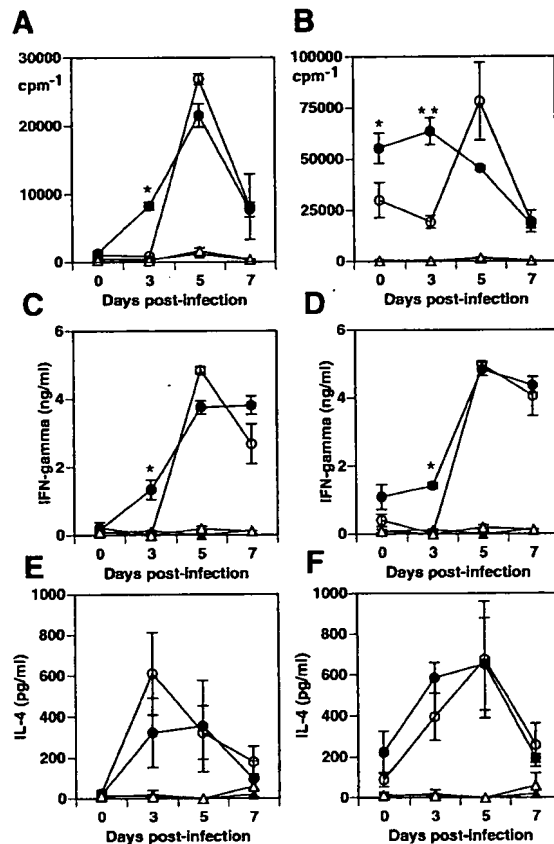 A
30000
cpm-1
20000
10000
0
*
0 3 5 7
Days post-infection
B
100000
cpm-1
75000
50000
25000
0
*
* *
0 3 5 7
Days post-infection
C
6
4
2
0
IFN-gamma (ng/ml)
*
0 3 5 7
Days post-infection
D
6
4
2
0
IFN-gamma (ng/ml)
*
0 3 5 7
Days post-infection
E
1000
800
600
400
200
0
IL-4 (pg/ml)
0 3 5 7
Days post-infection
F
1000
800
600
400
200
0
IL-4 (pg/ml)
0 3 5 7
Days post-infection